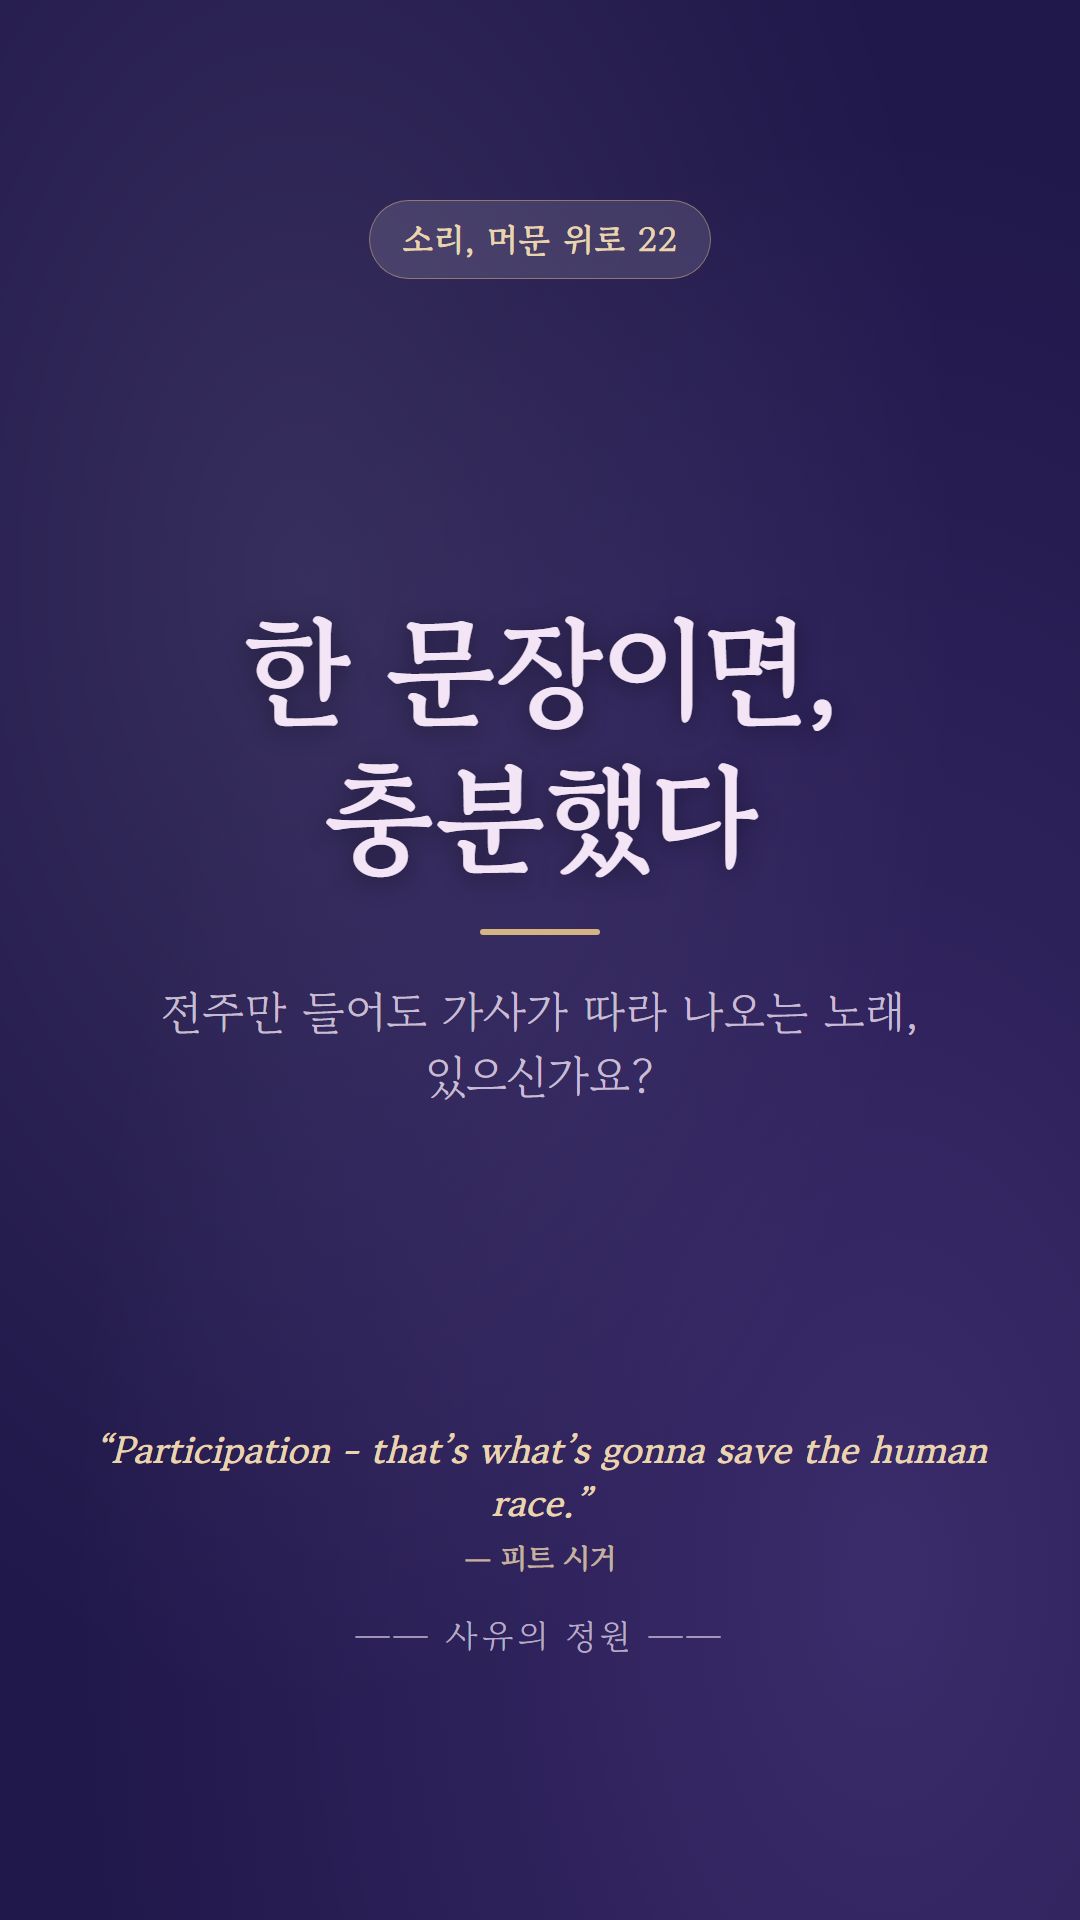 소리, 머문 위로 22
한 문장이면,
충분했다
전주만 들어도 가사가 따라 나오는 노래,
있으신가요?
“Participation – that’s what’s gonna save the human
race.”
— 피트 시거
—— 사유의 정원 ——